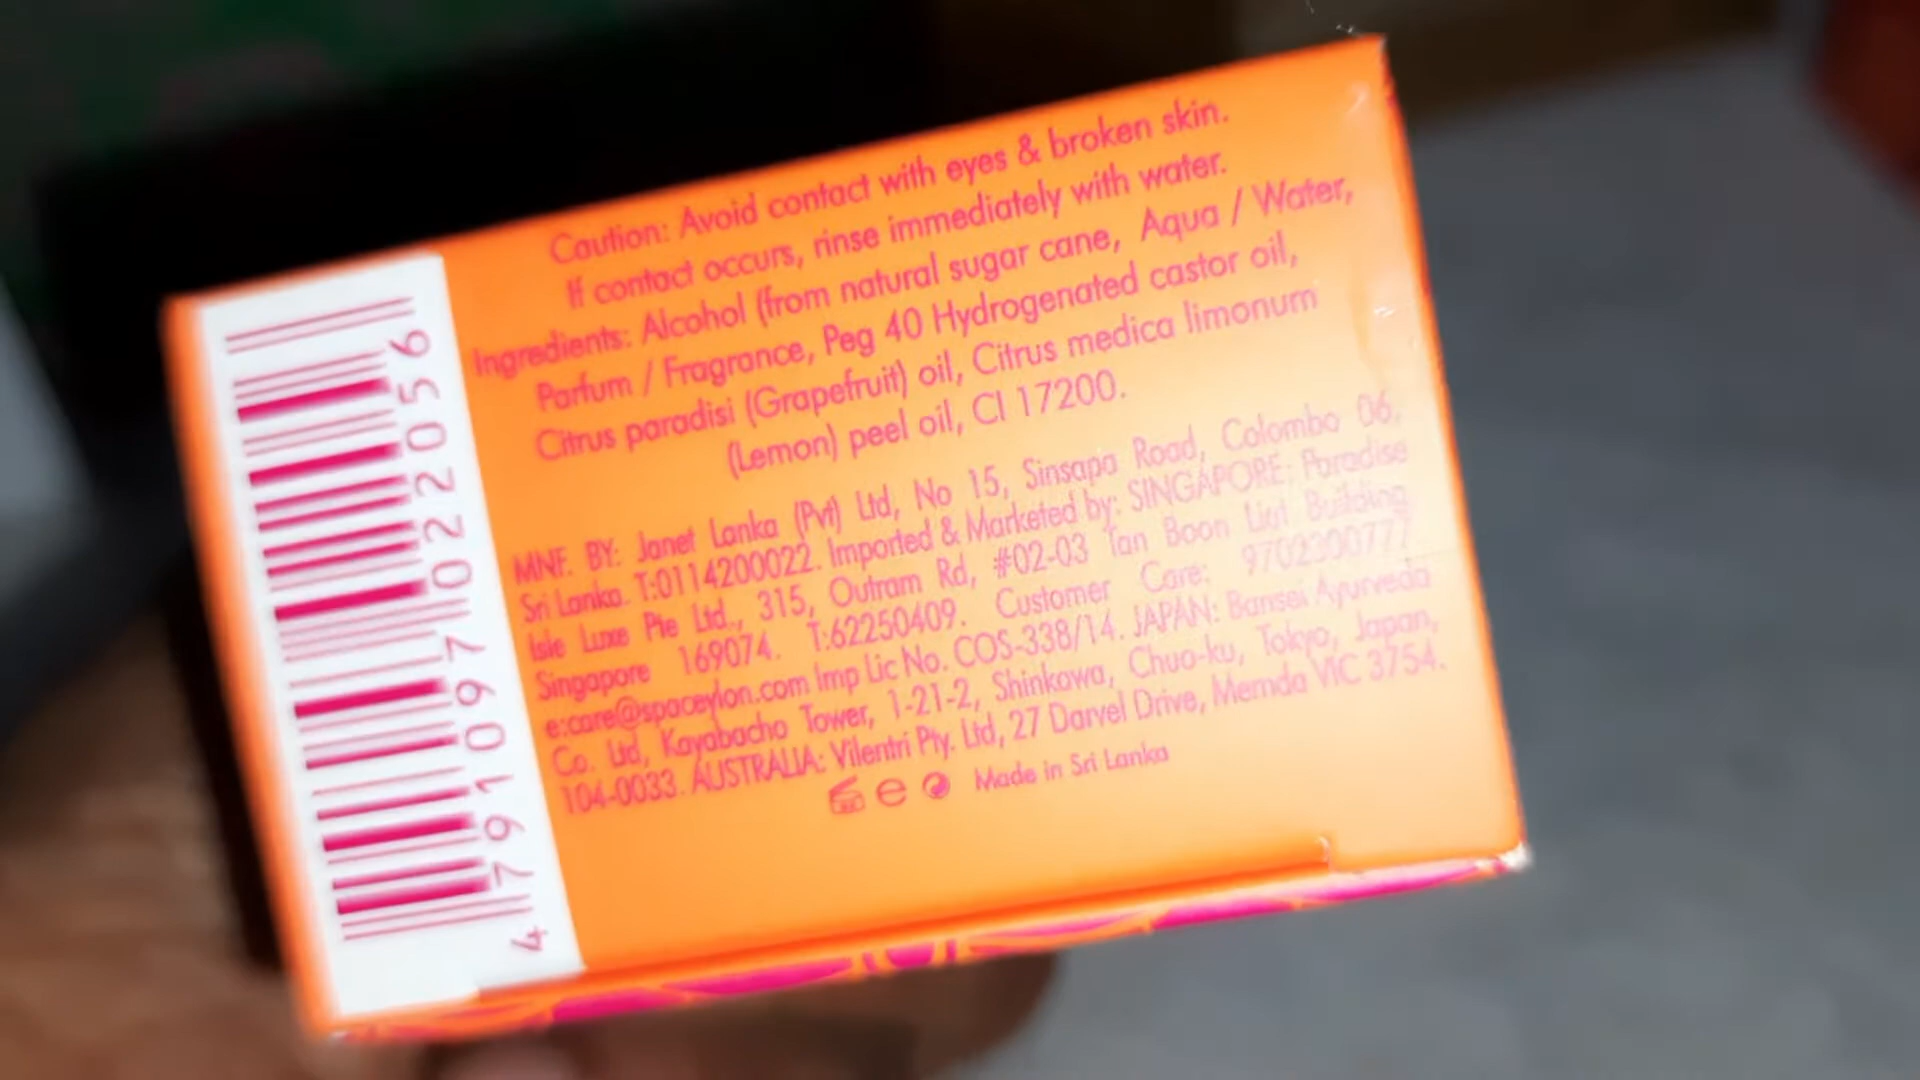 Caution: Avoid contact with eyes & broken skin.
If contact occurs, rinse immediately with water.
Ingredients: Alcohol (from natural sugar cane, Aqua / Water,
Parfum / Fragrance, Peg 40 Hydrogenated castor oil,
Citrus paradisi (Grapefruit) oil, Citrus medica limonum
(Lemon) peel oil, CI 17200.
MNF. BY: Janet Lanka (Pvt) Ltd, No 15, Sinsapa Road, Colombo 06,
Sri Lanka. T:0114200022. Imported & Marketed by: SINGAPORE: Paradise
Isle Luxe Pte Ltd., 315, Outram Rd, #02-03 Tan Boon Liat Building,
Singapore 169074. T:62250409. Customer Care: 9702300777
e:care@spaceylon.com Imp Lic No. COS-338/14. JAPAN: Bansei Ayurveda
Co. Ltd, Kayabacho Tower, 1-21-2, Shinkawa, Chuo-ku, Tokyo, Japan,
104-0033. AUSTRALIA: Vilentri Pty. Ltd, 27 Darvel Drive, Mernda VIC 3754.
e Made in Sri Lanka
4 791097 022056